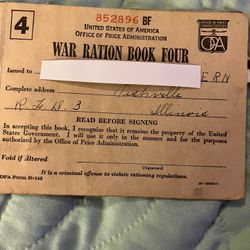 4
852896 BF
UNITED STATES OF AMERICA
OFFICE OF PRICE ADMINISTRATION
WAR RATION BOOK FOUR
OPA
Issued to
ERN
Complete address
Nashville
R.F.D. 3 Illinois
READ BEFORE SIGNING
In accepting this book, I recognize that it remains the property of the United
States Government. I will use it only in the manner and for the purposes
authorized by the Office of Price Administration.
Void if Altered
(Signature)
It is a criminal offense to violate rationing regulations.
OPA Form R-145